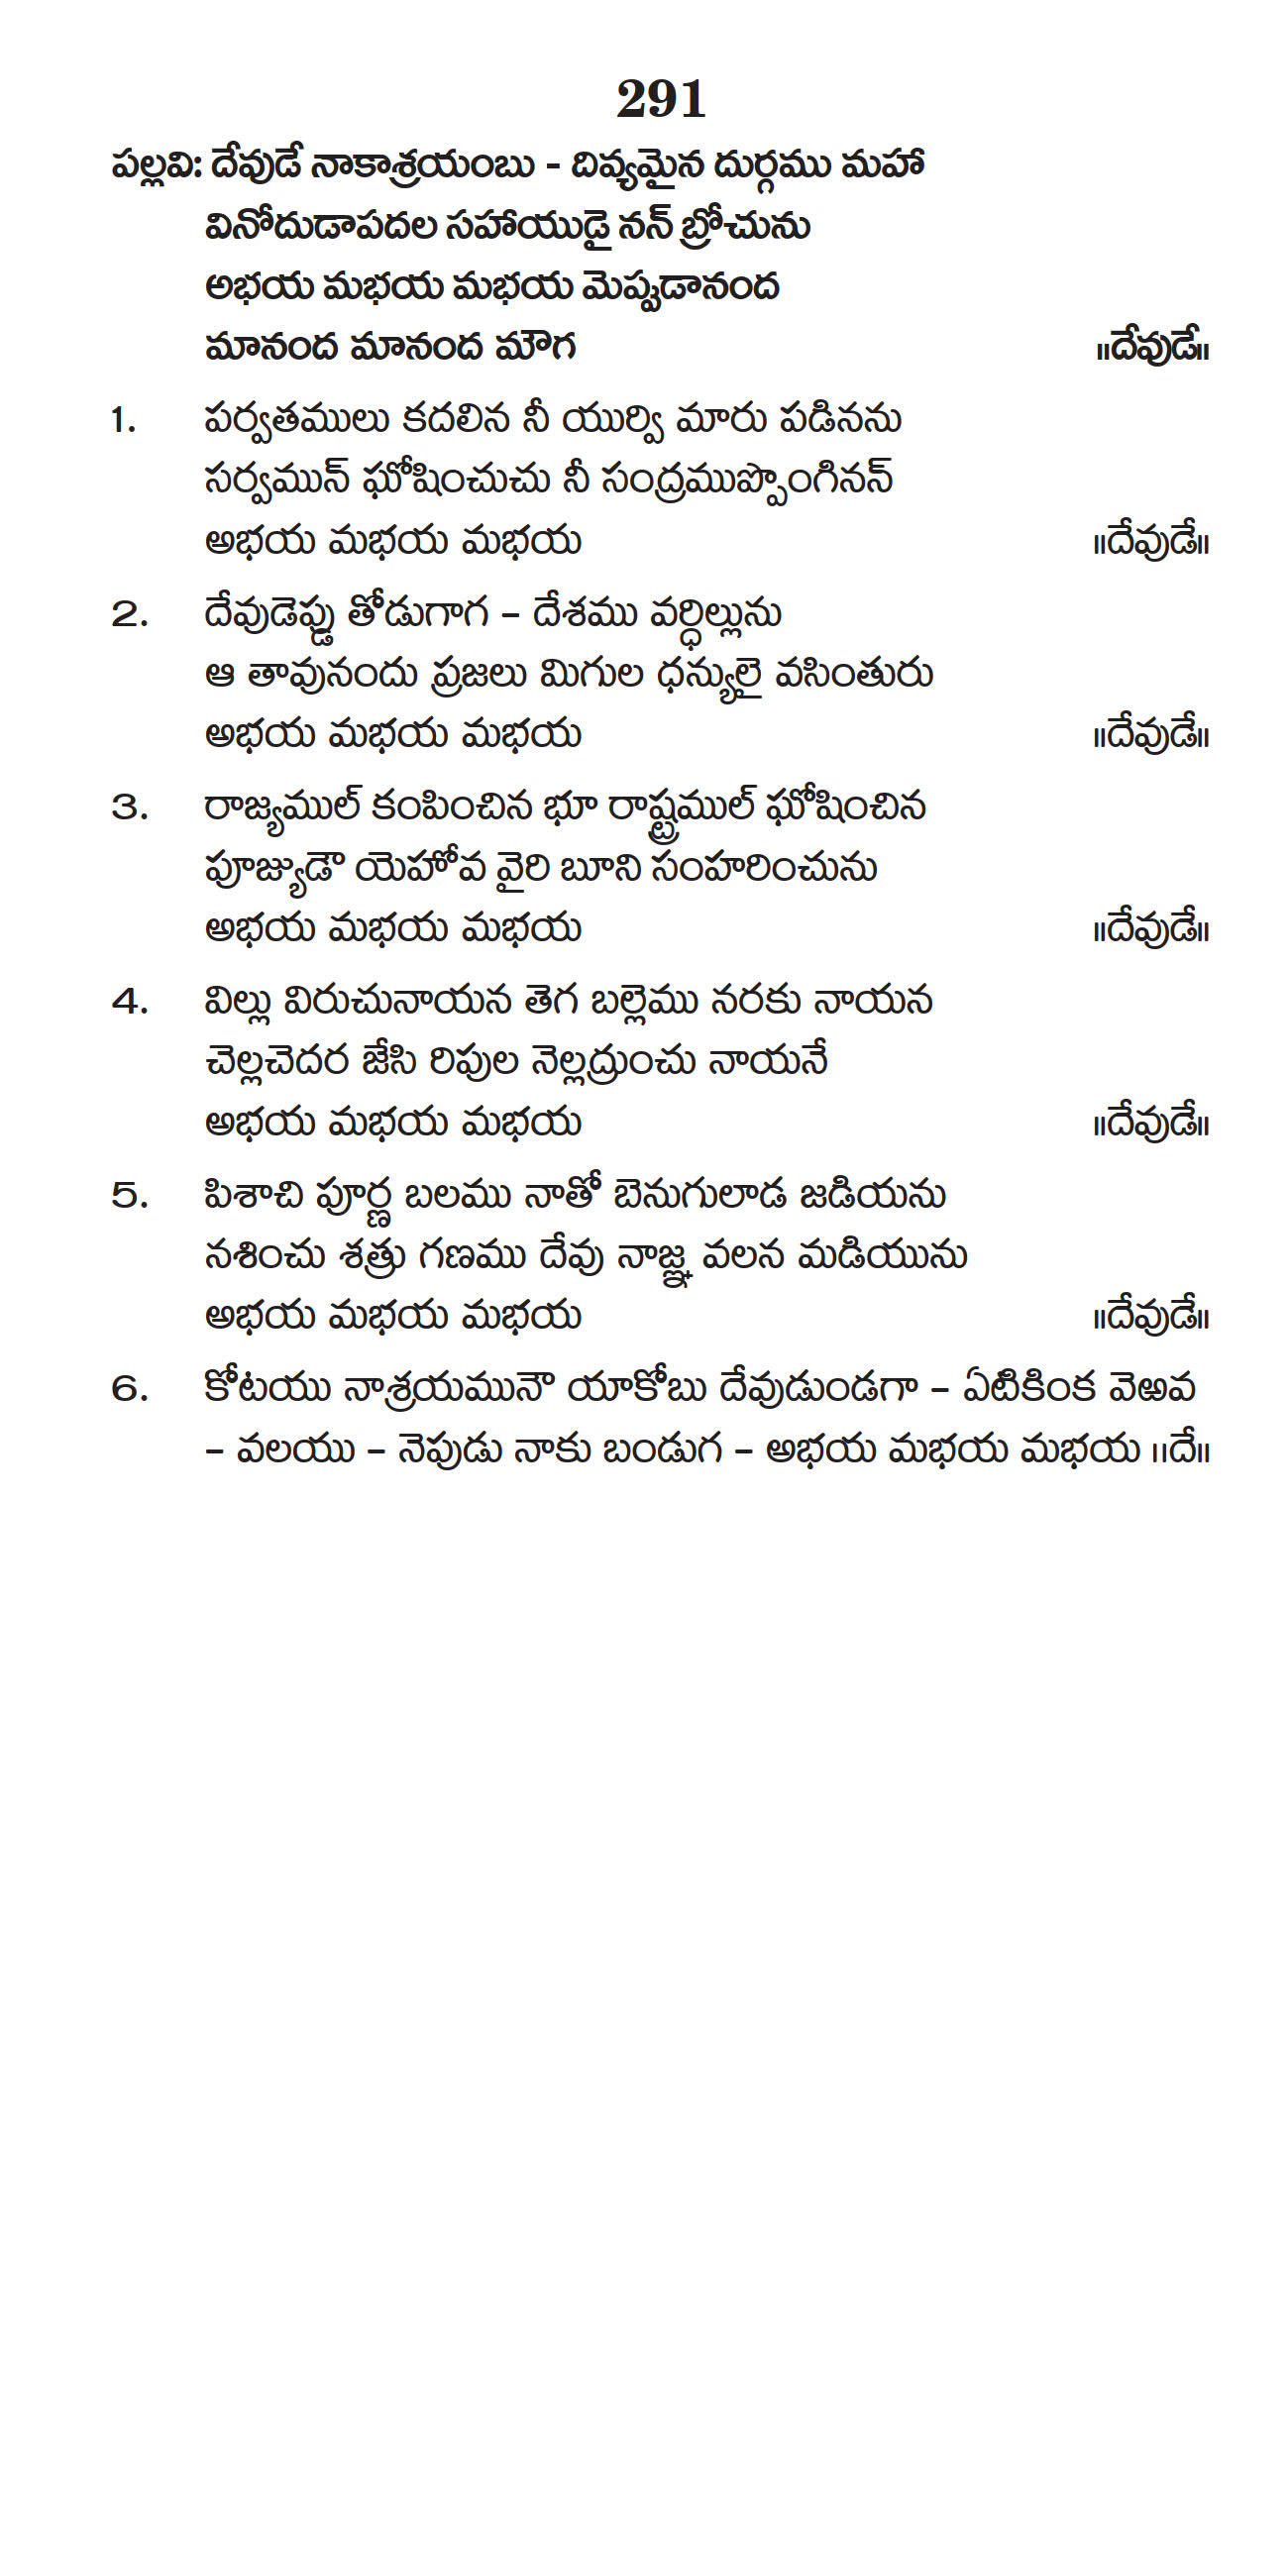 291
పల్లవి: దేవుడే నాకాశ్రయంబు - దివ్యమైన దుర్గము మహా
వినోదుడాపదల సహాయుడై నన్ బ్రోచును
అభయ మభయ మభయ మెప్వుడానంద
మానంద మానంద మౌగ ॥దేవుడే॥
1. పర్వతములు కదలిన నీ యుర్వి మారు పడినను
సర్వమున్ ఘోషించుచు నీ సంద్రముప్పొంగినన్
అభయ మభయ మభయ ॥దేవుడే॥
2. దేవుడెప్డు తోడుగాగ – దేశము వర్ధిల్లును
ఆ తావునందు ప్రజలు మిగుల ధన్యులై వసింతురు
అభయ మభయ మభయ ॥దేవుడే॥
3. రాజ్యముల్ కంపించిన భూ రాష్ట్రముల్ ఘోషించిన
పూజ్యుడౌ యెహోవ వైరి బూని సంహరించును
అభయ మభయ మభయ ॥దేవుడే॥
4. విల్లు విరుచునాయన తెగ బల్లెము నరకు నాయన
చెల్లచెదర జేసి రిపుల నెల్లద్రుంచు నాయనే
అభయ మభయ మభయ ॥దేవుడే॥
5. పిశాచి పూర్ణ బలము నాతో బెనుగులాడ జడియను
నశించు శత్రు గణము దేవు నాజ్ఞ వలన మడియును
అభయ మభయ మభయ ॥దేవుడే॥
6. కోటయు నాశ్రయమునౌ యాకోబు దేవుడుండగా – ఏటికింక వెఱవ
– వలయు – నెపుడు నాకు బండుగ – అభయ మభయ మభయ ॥దే॥